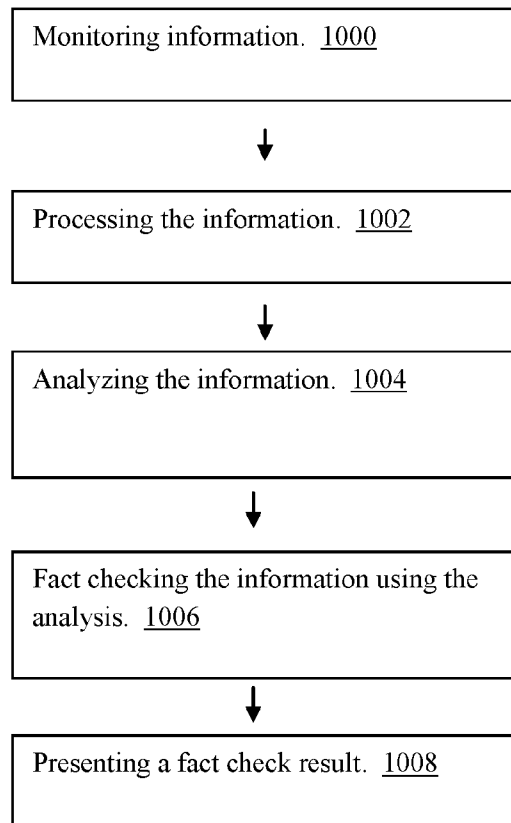 Monitoring information. 1000
Processing the information. 1002
Analyzing the information. 1004
Fact checking the information using the
analysis. 1006
Presenting a fact check result. 1008